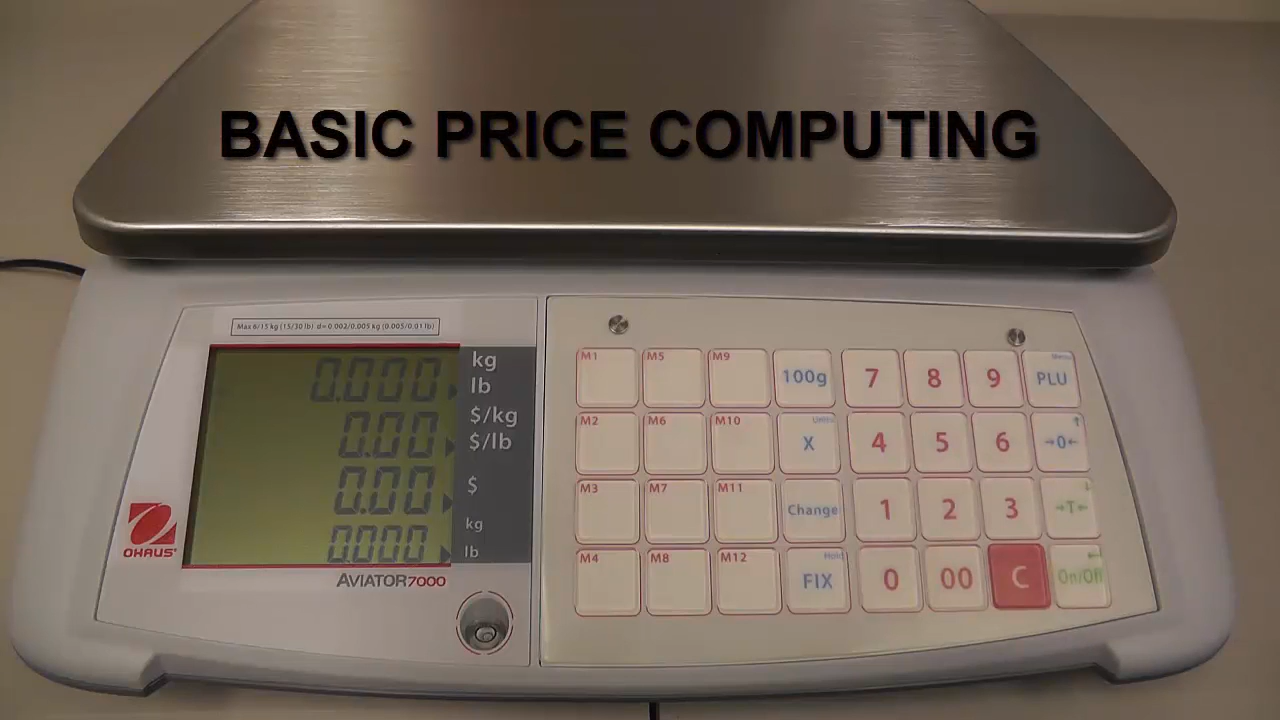 BASIC PRICE COMPUTING
Max 6/15 kg (15/30 lb) d=0.002/0.005 kg (0.005/0.01 lb)
0.000
kg
lb
0.00
$/kg
$/lb
0.00
$
0.000
kg
lb
OHAUS
AVIATOR7000
M1 M5 M9 100g 7 8 9 Menu PLU
M2 M6 M10 Units X 4 5 6 ↑ →0←
M3 M7 M11 Change 1 2 3 ↓ →T←
M4 M8 M12 Hold FIX 0 00 C ← On/Off